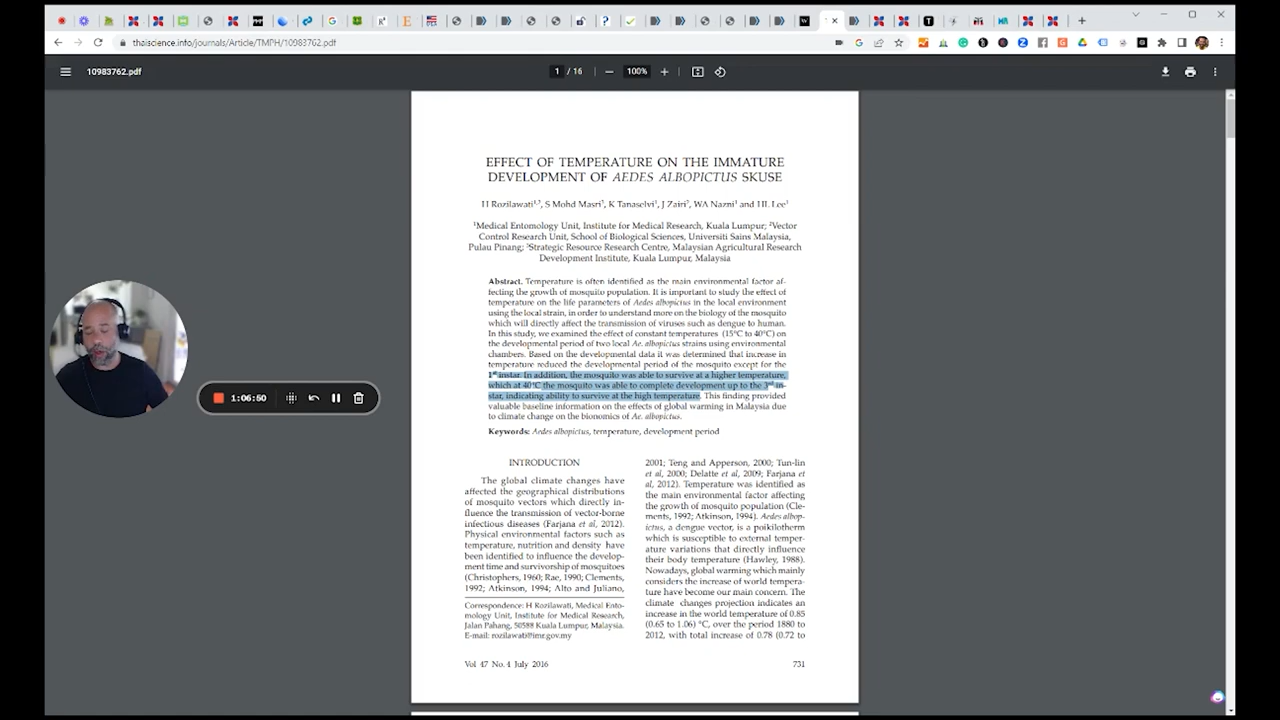 thaiscience.info/journals/Article/TMPH/10983762.pdf
10983762.pdf
1 / 16
100%
EFFECT OF TEMPERATURE ON THE IMMATURE
DEVELOPMENT OF AEDES ALBOPICTUS SKUSE
H Rozilawati¹,², S Mohd Masri³, K Tanaselvi¹, J Zairi², WA Nazni¹ and HL Lee¹
¹Medical Entomology Unit, Institute for Medical Research, Kuala Lumpur; ²Vector
Control Research Unit, School of Biological Sciences, Universiti Sains Malaysia,
Pulau Pinang; ³Strategic Resource Research Centre, Malaysian Agricultural Research
Development Institute, Kuala Lumpur, Malaysia
Abstract. Temperature is often identified as the main environmental factor af-
fecting the growth of mosquito population. It is important to study the effect of
temperature on the life parameters of Aedes albopictus in the local environment
using the local strain, in order to understand more on the biology of the mosquito
which will directly affect the transmission of viruses such as dengue to human.
In this study, we examined the effect of constant temperatures (15°C to 40°C) on
the developmental period of two local Ae. albopictus strains using environmental
chambers. Based on the developmental data it was determined that increase in
temperature reduced the developmental period of the mosquito except for the
1st instar. In addition, the mosquito was able to survive at a higher temperature,
which at 40°C the mosquito was able to complete development up to the 3rd in-
star, indicating ability to survive at the high temperature. This finding provided
valuable baseline information on the effects of global warming in Malaysia due
to climate change on the bionomics of Ae. albopictus.
Keywords: Aedes albopictus, temperature, development period
1:06:50
INTRODUCTION
The global climate changes have
affected the geographical distributions
of mosquito vectors which directly in-
fluence the transmission of vector-borne
infectious diseases (Farjana et al, 2012).
Physical environmental factors such as
temperature, nutrition and density have
been identified to influence the develop-
ment time and survivorship of mosquitoes
(Christophers, 1960; Rae, 1990; Clements,
1992; Atkinson, 1994; Alto and Juliano,
Correspondence: H Rozilawati, Medical Ento-
mology Unit, Institute for Medical Research,
Jalan Pahang, 50588 Kuala Lumpur, Malaysia.
E-mail: rozilawati@imr.gov.my
2001; Teng and Apperson, 2000; Tun-lin
et al, 2000; Delatte et al, 2009; Farjana et
al, 2012). Temperature was identified as
the main environmental factor affecting
the growth of mosquito population (Cle-
ments, 1992; Atkinson, 1994). Aedes albop-
ictus, a dengue vector, is a poikilotherm
which is susceptible to external temper-
ature variations that directly influence
their body temperature (Hawley, 1988).
Nowadays, global warming which mainly
considers the increase of world tempera-
ture have become our main concern. The
climate changes projection indicates an
increase in the world temperature of 0.85
(0.65 to 1.06) °C, over the period 1880 to
2012, with total increase of 0.78 (0.72 to
Vol 47 No. 4 July 2016
731